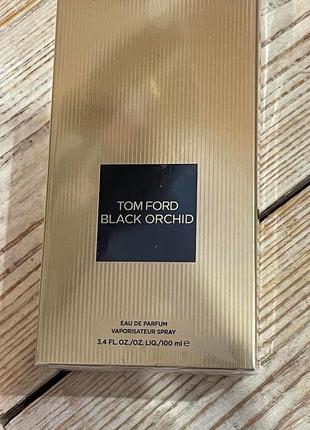 TOM FORD
BLACK ORCHID
EAU DE PARFUM
VAPORISATEUR SPRAY
3.4 FL. OZ./OZ. LIQ./100 ml ℮